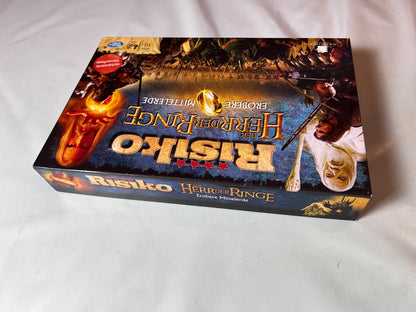 RISIKO
DER
HERR DER RINGE
EROBERE MITTELERDE
RISIKO
HERR DER RINGE
Erobere Mittelerde